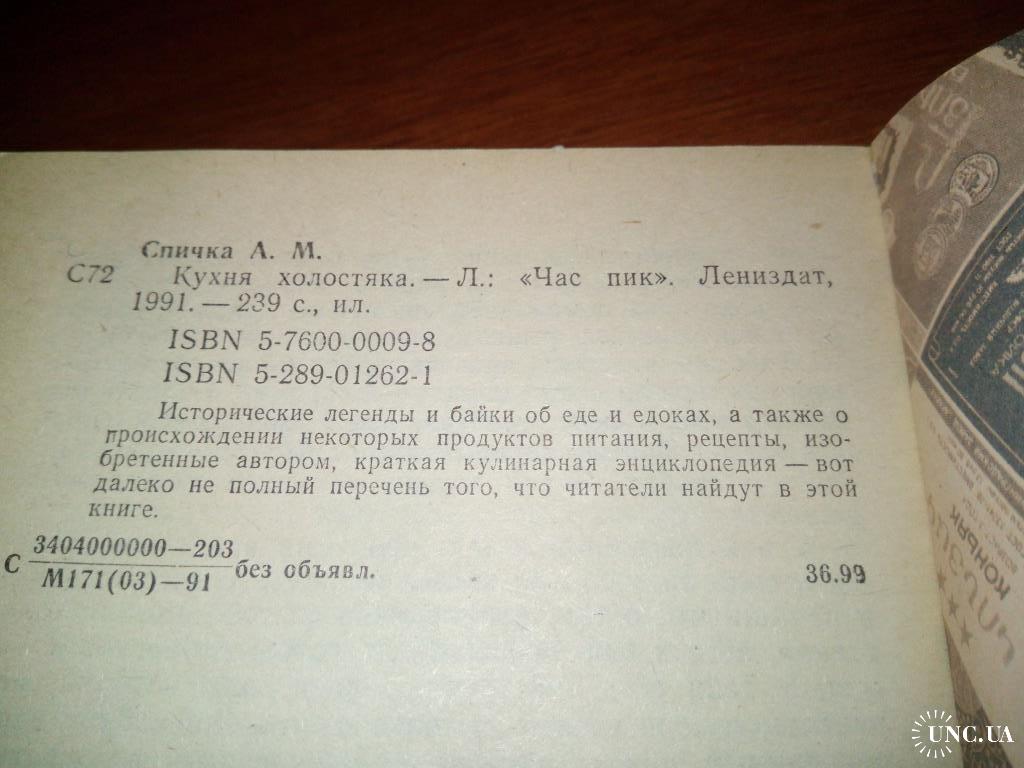 Спичка А. М.
С72 Кухня холостяка. — Л.: «Час пик». Лениздат,
1991. — 239 с., ил.
ISBN 5-7600-0009-8
ISBN 5-289-01262-1
Исторические легенды и байки об еде и едоках, а также о
происхождении некоторых продуктов питания, рецепты, изо-
бретенные автором, краткая кулинарная энциклопедия — вот
далеко не полный перечень того, что читатели найдут в этой
книге.
С 3404000000—203
М171(03)—91 без объявл. 36.99
КОНЬЯК
UNC.UA